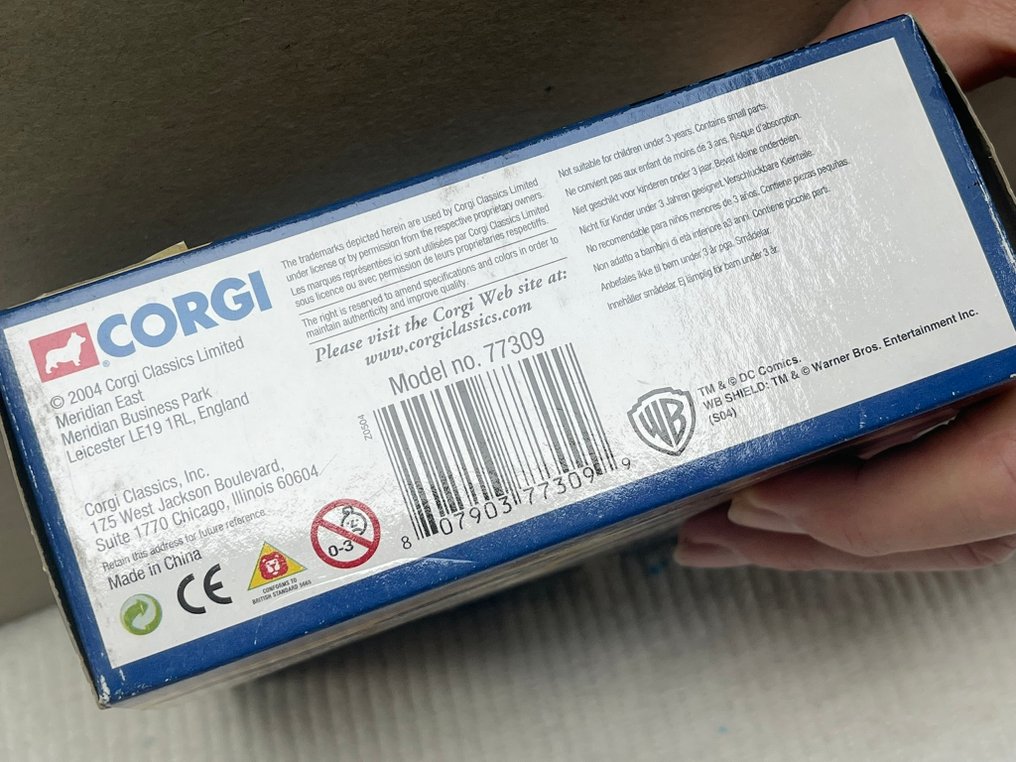 CORGI
© 2004 Corgi Classics Limited
Meridian East
Meridian Business Park
Leicester LE19 1RL, England
Corgi Classics, Inc.
175 West Jackson Boulevard,
Suite 1770 Chicago, Illinois 60604
Retain this address for future reference
Made in China
CE
CONFORMS TO
BRITISH STANDARD 5665
0-3
The trademarks depicted herein are used by Corgi Classics Limited
under license or by permission from the respective proprietary owners.
Les marques représentées ici sont utilisées par Corgi Classics Limited
sous licence ou avec permission de leurs proprietaries respectiffs.
The right is reserved to amend specifications and colors in order to
maintain authenticity and improve quality.
Please visit the Corgi Web site at:
www.corgiclassics.com
Model no. 77309
8 07903 77309 9
Not suitable for children under 3 years. Contains small parts.
Ne convient pas aux enfant de moins de 3 ans. Risque d'absorption.
Niet geschikt voor kinderen onder 3 jaar. Bevat kleine onderdelen.
Nicht für Kinder unter 3 Jahren geeignet. Verschluckbare Kleinteile.
No recomendable para niños menores de 3 años. Contiene piezas pequñas.
Non adatto a bambini di età inferiore a3 anni. Contiene piccole parti.
Anbefales ikke til børn under 3 år pga. Smådelar.
Innehåller smådelar. Ej lämplig för barn under 3 år.
WB
TM & © DC Comics.
WB SHIELD: TM & © Warner Bros. Entertainment Inc.
(S04)